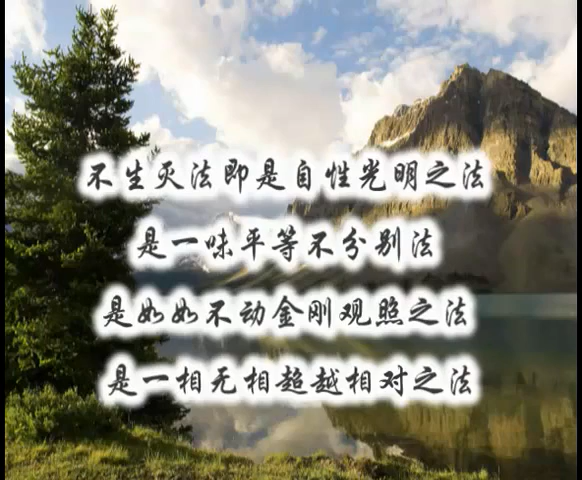 不生灭法即是自性光明之法
是一味平等不分别法
是如如不动金刚观照之法
是一相无相超越相对之法